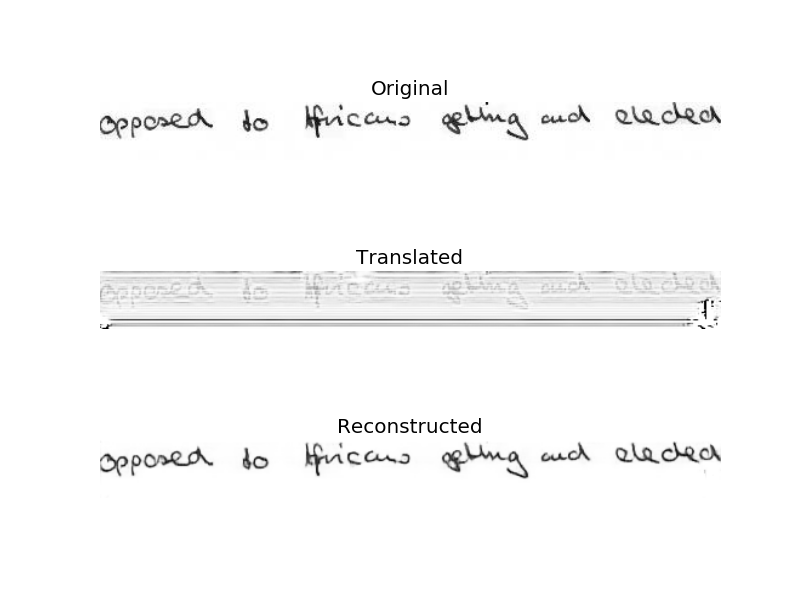 Original
opposed to Africans getting and elected
Translated
opposed to Africans getting and elected
Reconstructed
opposed to Africans getting and elected